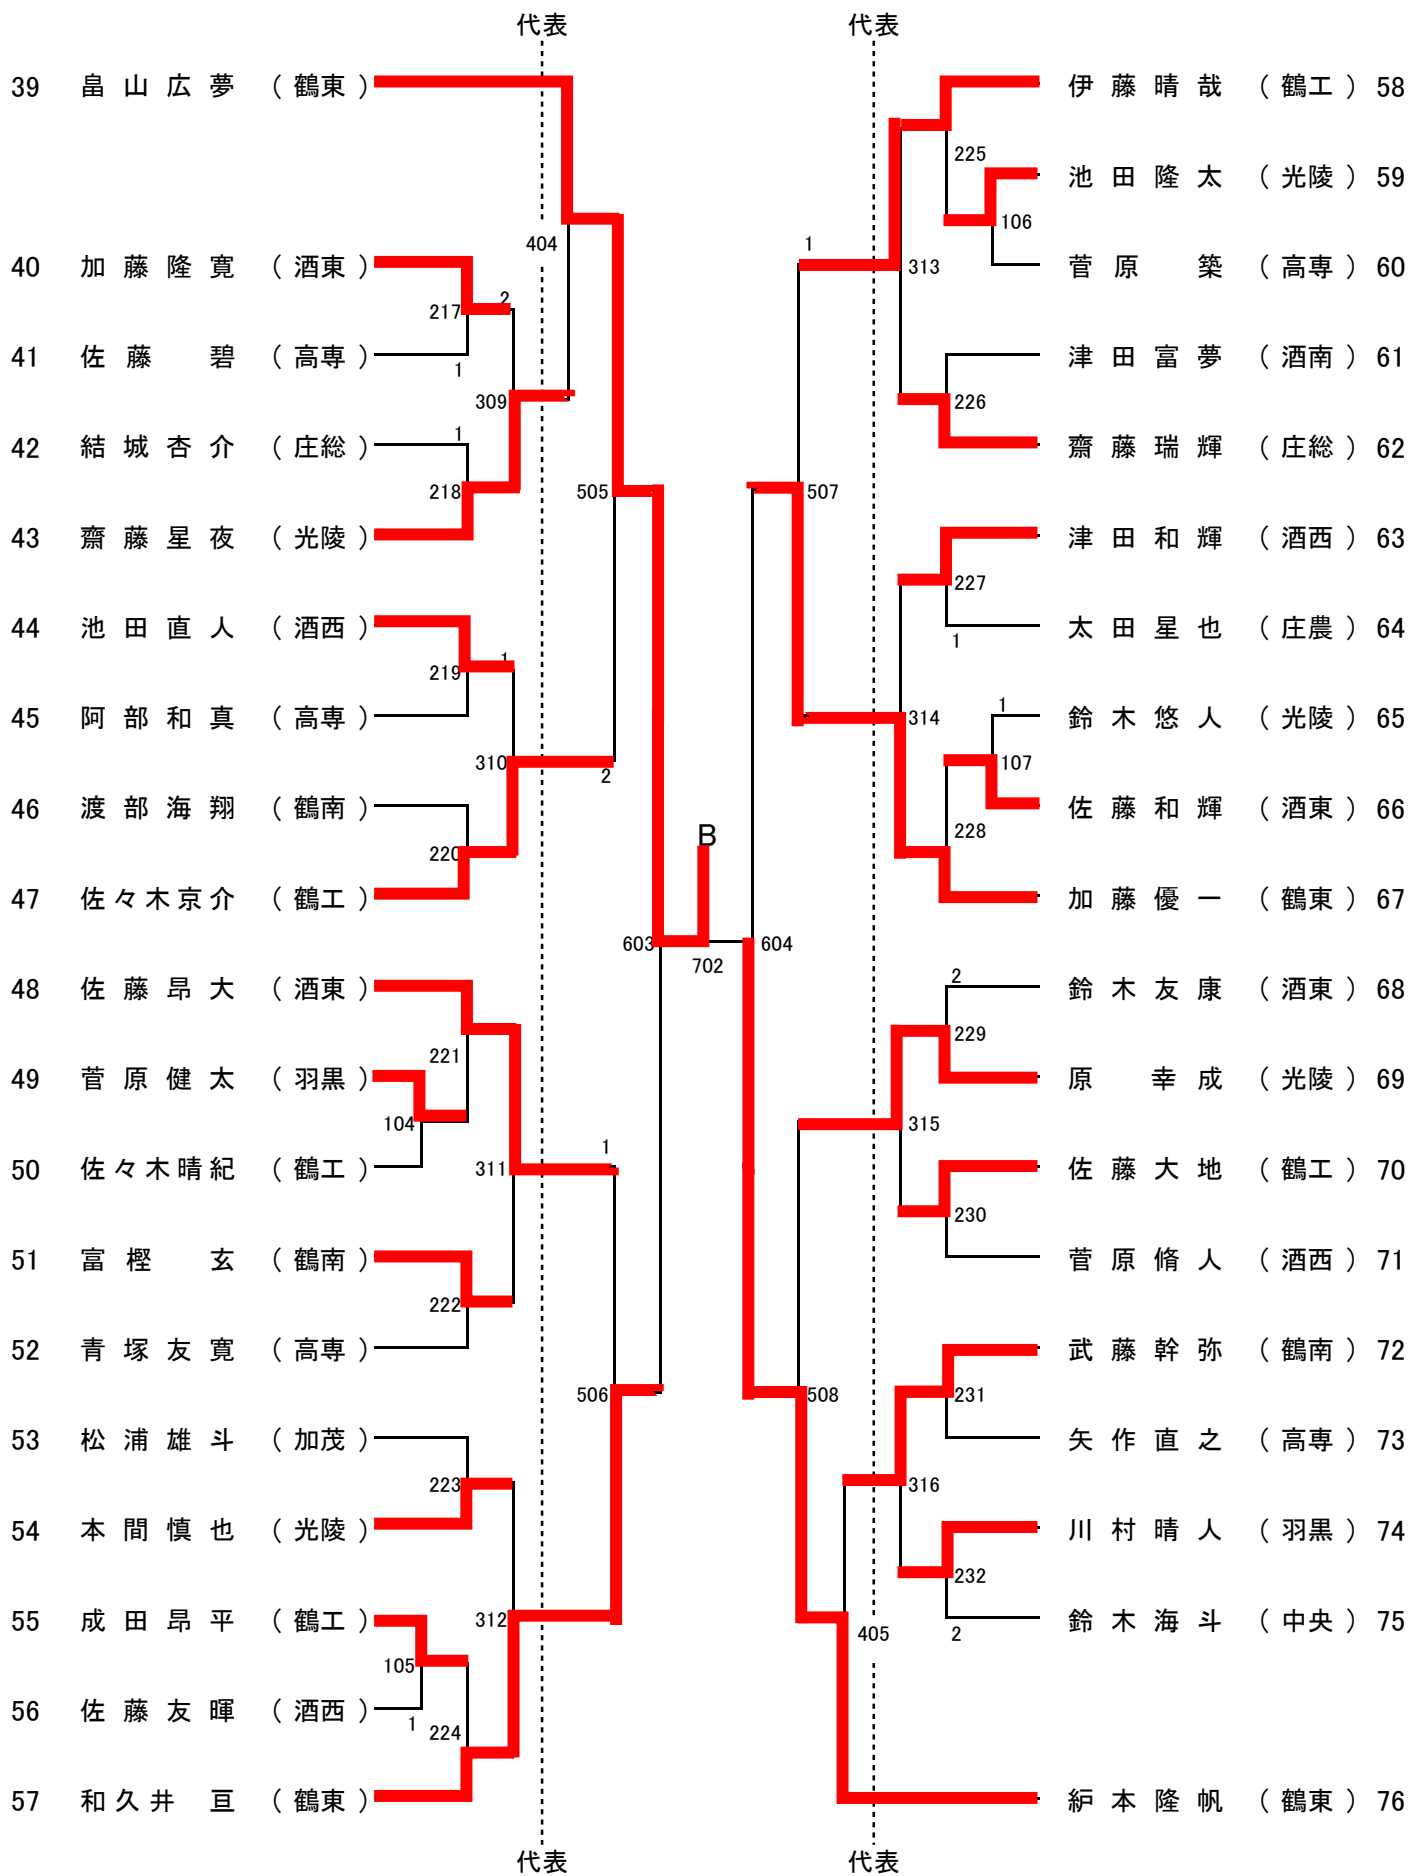 代表 代表
39 畠山広夢 （鶴東）
伊藤晴哉 （鶴工） 58
225
池田隆太 （光陵） 59
106
404 1
40 加藤隆寛 （酒東）
313 菅原 築 （高専） 60
217 2
41 佐藤 碧 （高専）
津田富夢 （酒南） 61
1
309 226
42 結城杏介 （庄総） 1
齋藤瑞輝 （庄総） 62
218 505 507
43 齋藤星夜 （光陵）
津田和輝 （酒西） 63
227
44 池田直人 （酒西）
太田星也 （庄農） 64
1
219 1
45 阿部和真 （高専）
314 1 鈴木悠人 （光陵） 65
310 2 107
46 渡部海翔 （鶴南）
佐藤和輝 （酒東） 66
B
220 228
47 佐々木京介 （鶴工）
加藤優一 （鶴東） 67
603 702 604
48 佐藤昂大 （酒東）
2 鈴木友康 （酒東） 68
221 229
49 菅原健太 （羽黒）
原 幸成 （光陵） 69
104 315
50 佐々木晴紀 （鶴工） 311 1
佐藤大地 （鶴工） 70
230
51 富樫 玄 （鶴南）
菅原脩人 （酒西） 71
222
52 青塚友寛 （高専）
武藤幹弥 （鶴南） 72
506 508 231
53 松浦雄斗 （加茂）
矢作直之 （高専） 73
223 316
54 本間慎也 （光陵）
川村晴人 （羽黒） 74
232
55 成田昂平 （鶴工） 312
405 2 鈴木海斗 （中央） 75
105
56 佐藤友暉 （酒西） 1
224
57 和久井 亘 （鶴東）
本隆帆 （鶴東） 76
代表 代表